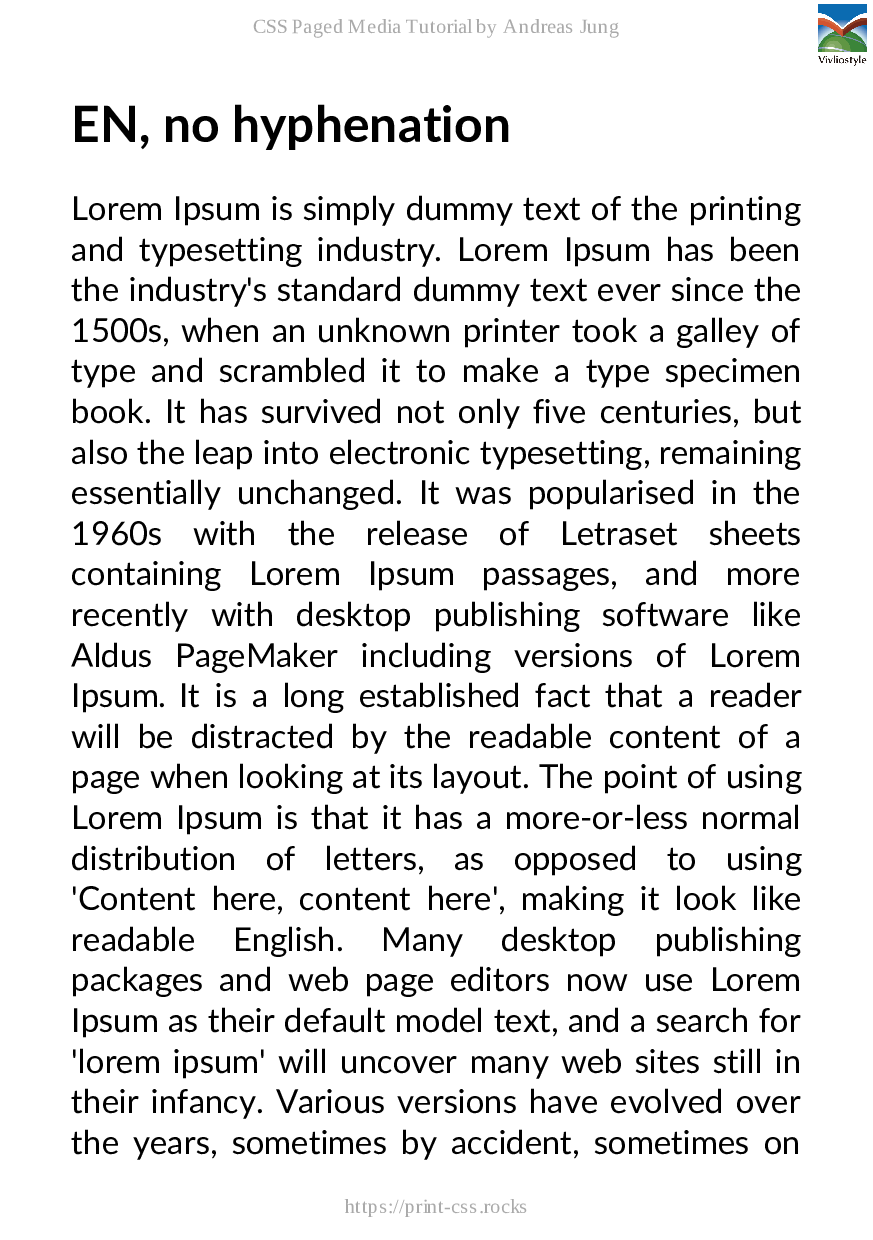 CSS Paged Media Tutorial by Andreas Jung
Vivliostyle
EN, no hyphenation
Lorem Ipsum is simply dummy text of the printing
and typesetting industry. Lorem Ipsum has been
the industry's standard dummy text ever since the
1500s, when an unknown printer took a galley of
type and scrambled it to make a type specimen
book. It has survived not only five centuries, but
also the leap into electronic typesetting, remaining
essentially unchanged. It was popularised in the
1960s with the release of Letraset sheets
containing Lorem Ipsum passages, and more
recently with desktop publishing software like
Aldus PageMaker including versions of Lorem
Ipsum. It is a long established fact that a reader
will be distracted by the readable content of a
page when looking at its layout. The point of using
Lorem Ipsum is that it has a more-or-less normal
distribution of letters, as opposed to using
'Content here, content here', making it look like
readable English. Many desktop publishing
packages and web page editors now use Lorem
Ipsum as their default model text, and a search for
'lorem ipsum' will uncover many web sites still in
their infancy. Various versions have evolved over
the years, sometimes by accident, sometimes on
https://print-css.rocks